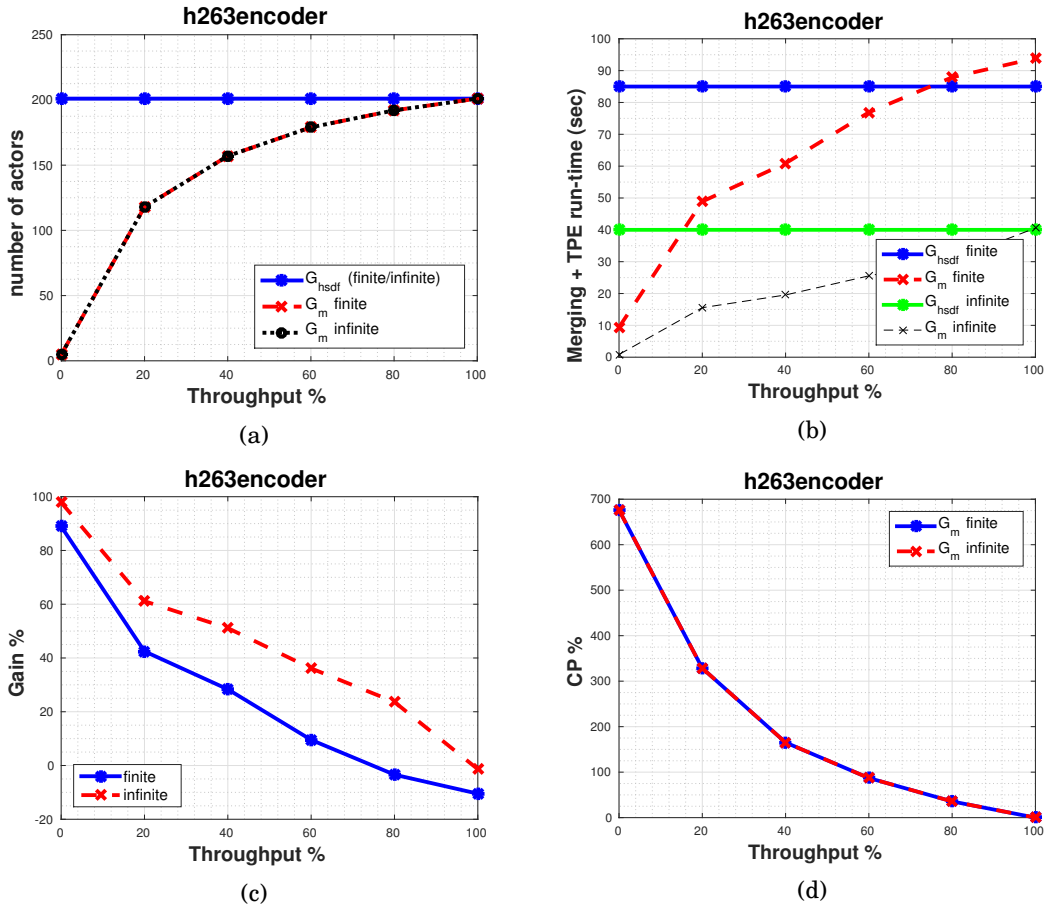 h263encoder
250
200
150
100
50
0
number of actors
G_hsdf (finite/infinite)
G_m finite
G_m infinite
0 20 40 60 80 100
Throughput %
(a)
h263encoder
100
90
80
70
60
50
40
30
20
10
0
Merging + TPE run-time (sec)
G_hsdf finite
G_m finite
G_hsdf infinite
G_m infinite
0 20 40 60 80 100
Throughput %
(b)
h263encoder
100
80
60
40
20
0
-20
Gain %
finite
infinite
0 20 40 60 80 100
Throughput %
(c)
h263encoder
700
600
500
400
300
200
100
0
CP %
G_m finite
G_m infinite
0 20 40 60 80 100
Throughput %
(d)